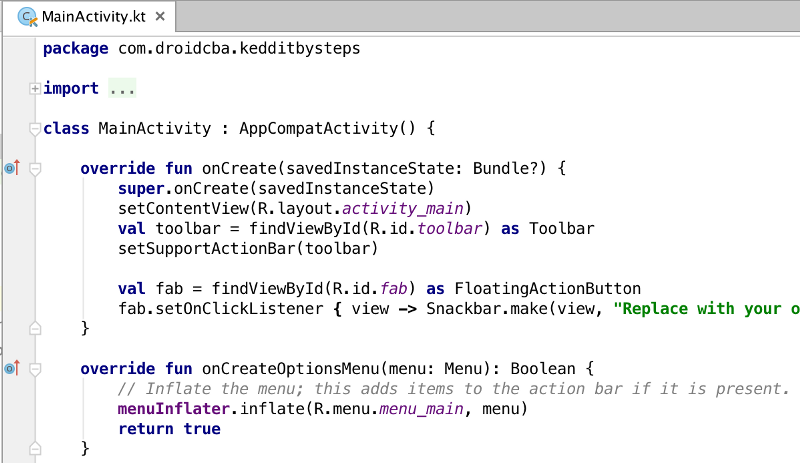 MainActivity.kt
package com.droidcba.kedditbysteps
import ...
class MainActivity : AppCompatActivity() {
override fun onCreate(savedInstanceState: Bundle?) {
super.onCreate(savedInstanceState)
setContentView(R.layout.activity_main)
val toolbar = findViewById(R.id.toolbar) as Toolbar
setSupportActionBar(toolbar)
val fab = findViewById(R.id.fab) as FloatingActionButton
fab.setOnClickListener { view -> Snackbar.make(view, "Replace with your o
}
override fun onCreateOptionsMenu(menu: Menu): Boolean {
// Inflate the menu; this adds items to the action bar if it is present.
menuInflater.inflate(R.menu.menu_main, menu)
return true
}